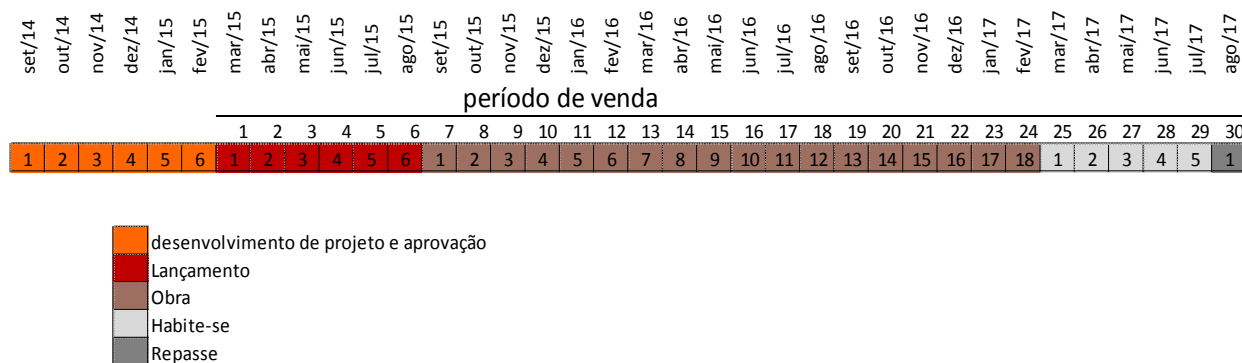 set/14 out/14 nov/14 dez/14 jan/15 fev/15 mar/15 abr/15 mai/15 jun/15 jul/15 ago/15 set/15 out/15 nov/15 dez/15 jan/16 fev/16 mar/16 abr/16 mai/16 jun/16 jul/16 ago/16 set/16 out/16 nov/16 dez/16 jan/17 fev/17 mar/17 abr/17 mai/17 jun/17 jul/17 ago/17
período de venda
1 2 3 4 5 6 7 8 9 10 11 12 13 14 15 16 17 18 19 20 21 22 23 24 25 26 27 28 29 30
1 2 3 4 5 6 1 2 3 4 5 6 1 2 3 4 5 6 7 8 9 10 11 12 13 14 15 16 17 18 1 2 3 4 5 1
desenvolvimento de projeto e aprovação
Lançamento
Obra
Habite-se
Repasse